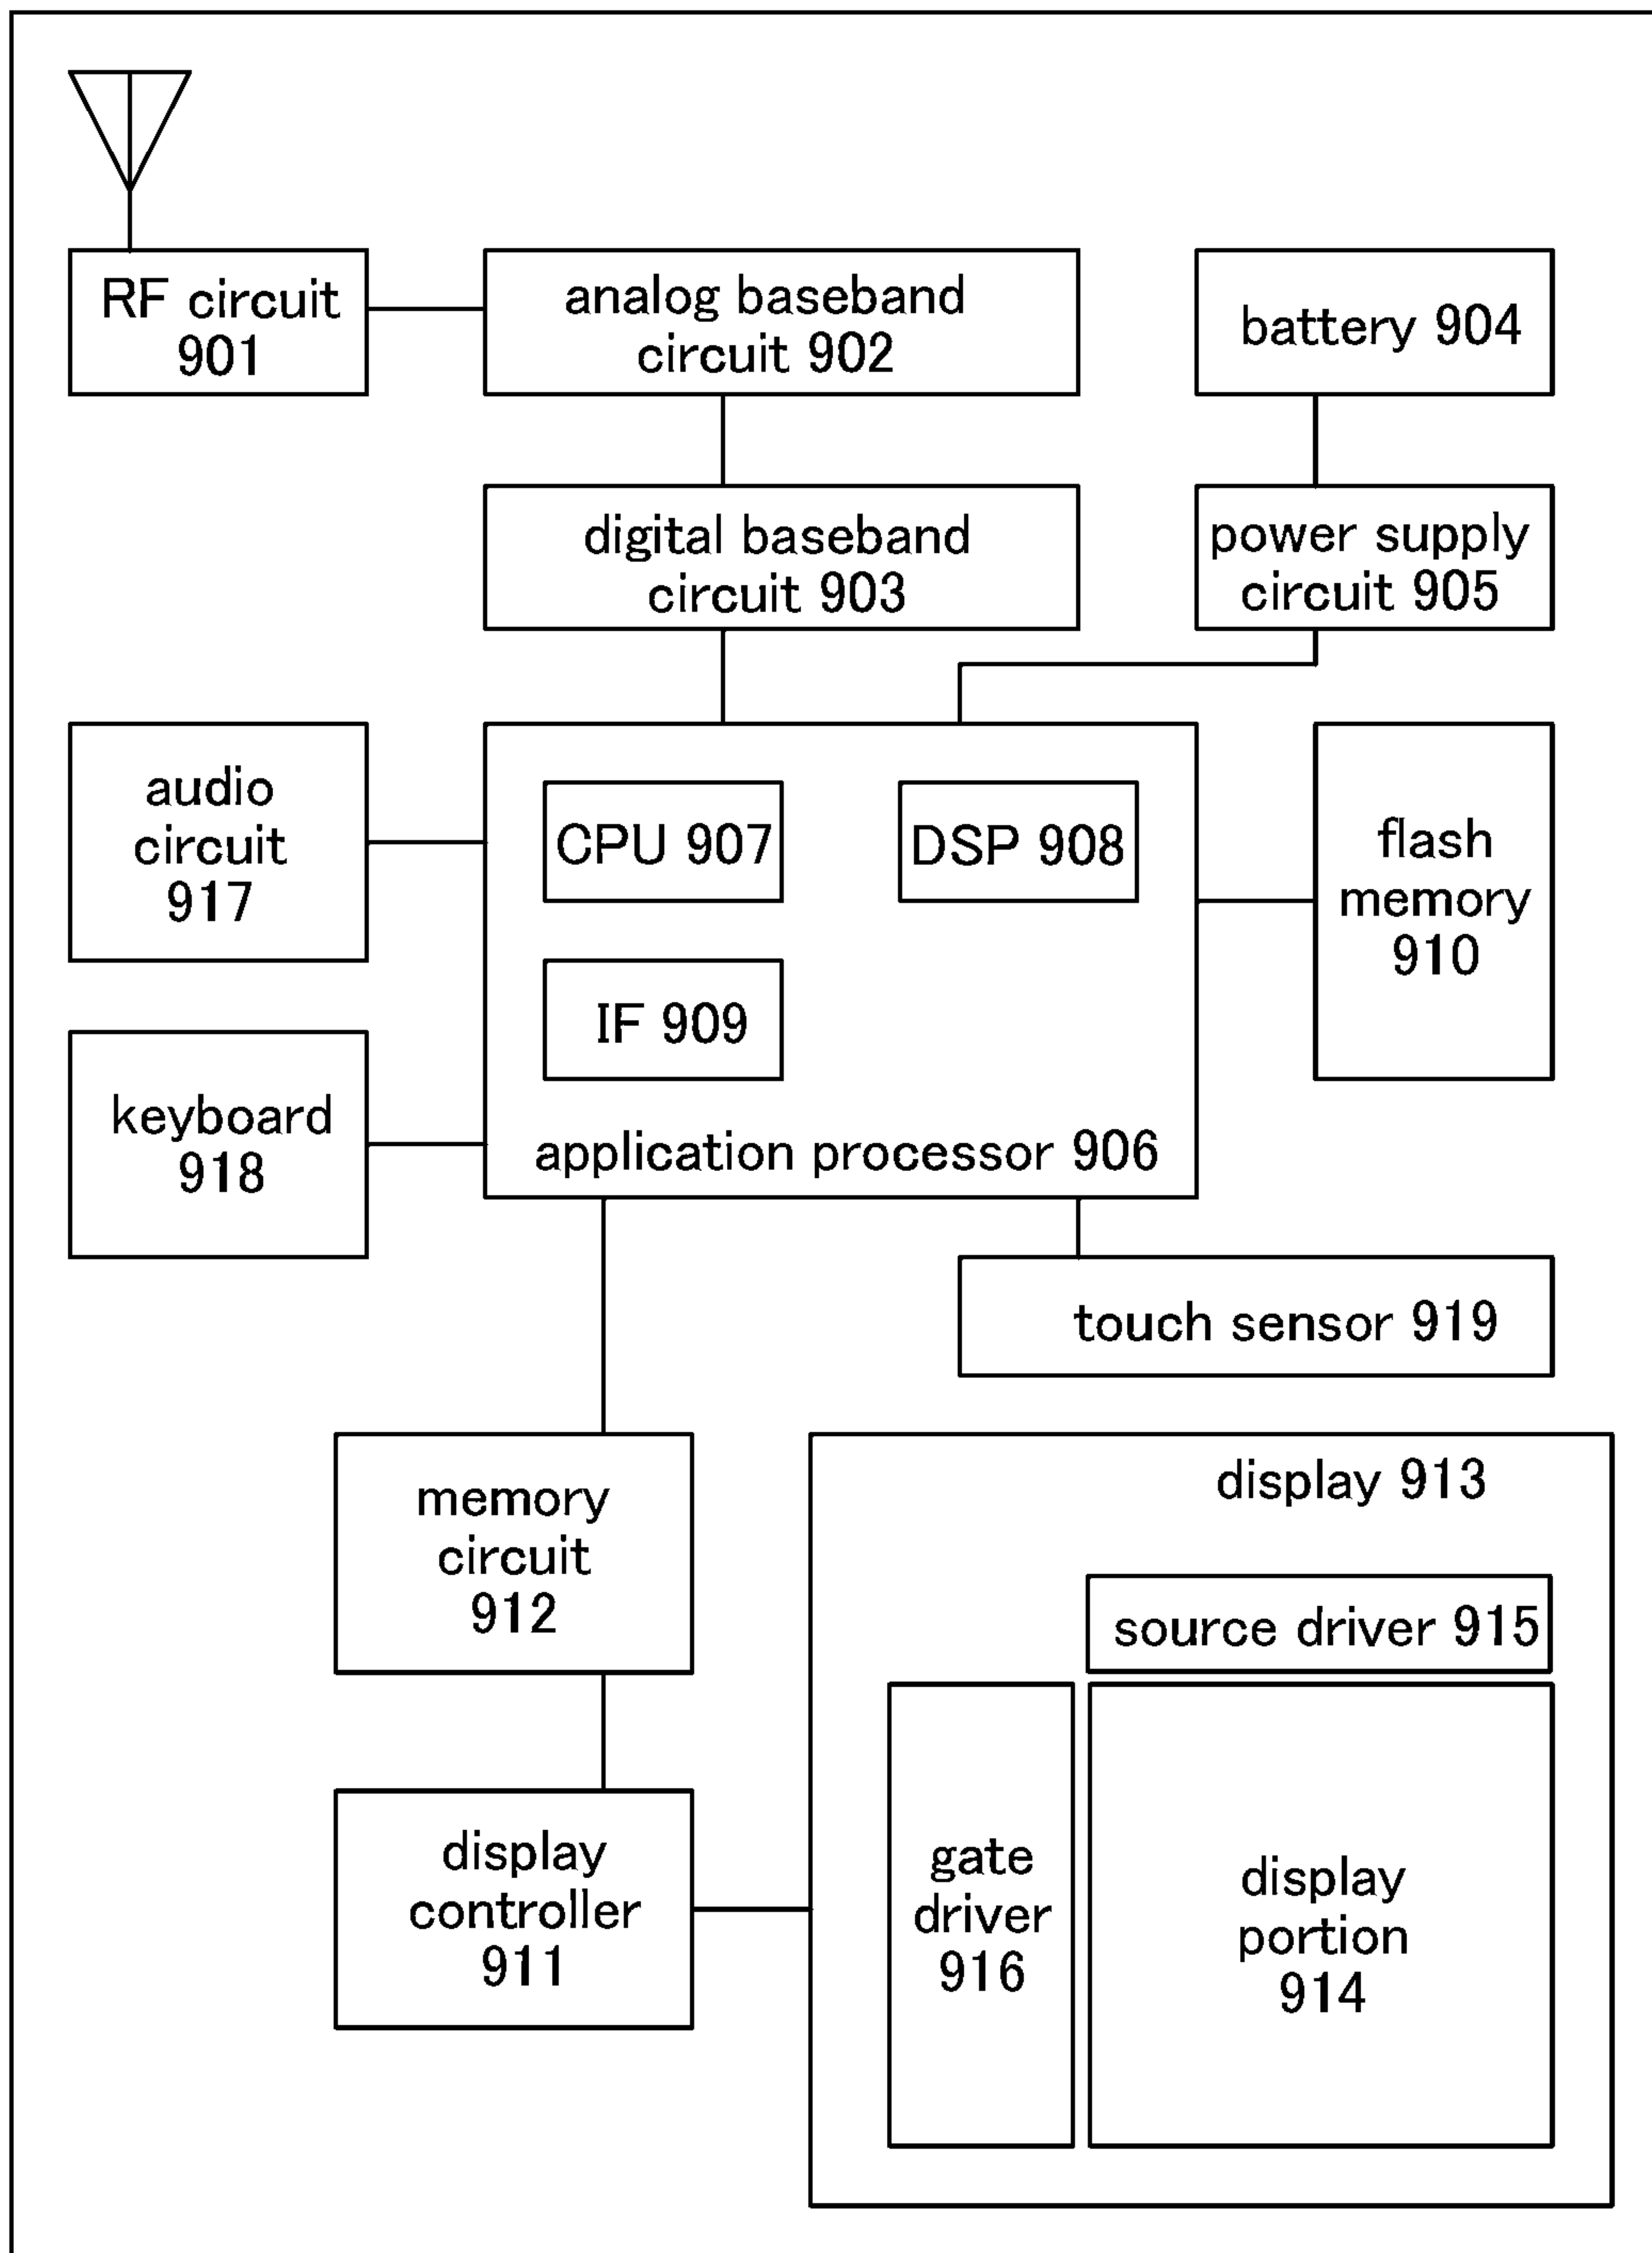 RF circuit
901
analog baseband
circuit 902
battery 904
digital baseband
circuit 903
power supply
circuit 905
audio
circuit
917
CPU 907
DSP 908
flash
memory
910
IF 909
keyboard
918
application processor 906
touch sensor 919
memory
circuit
912
display 913
source driver 915
display
controller
911
gate
driver
916
display
portion
914